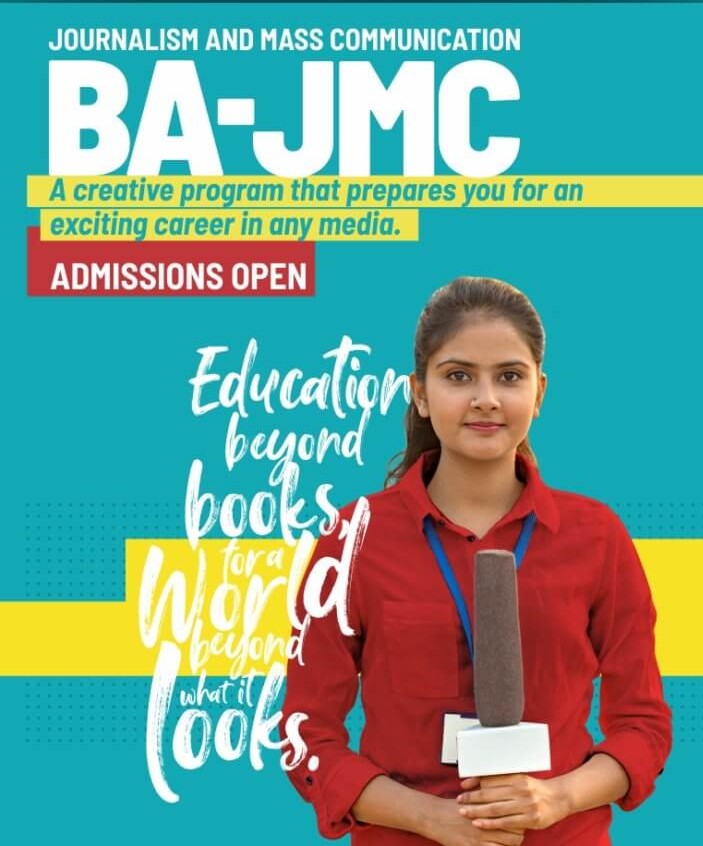 JOURNALISM AND MASS COMMUNICATION
BA-JMC
A creative program that prepares you for an
exciting career in any media.
ADMISSIONS OPEN
Education
beyond
books,
for a
World
beyond
what it
looks.